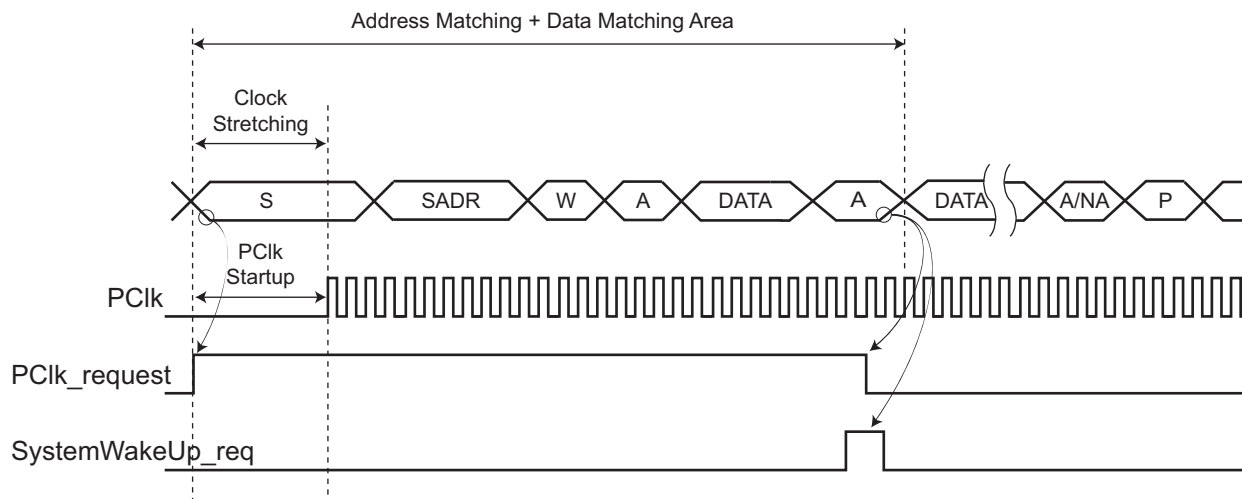 Address Matching + Data Matching Area
Clock
Stretching
S
SADR
W
A
DATA
A
DATA
A/NA
P
PClk
Startup
PClk
PClk_request
SystemWakeUp_req